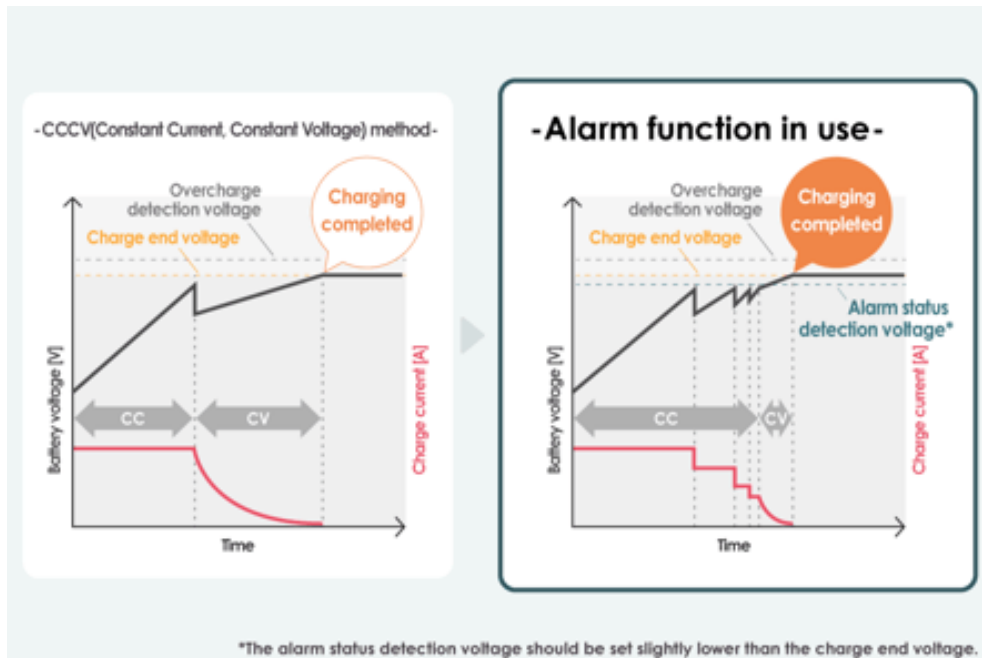 -CCCV(Constant Current, Constant Voltage) method-
Overcharge
detection voltage
Charge end voltage
Charging
completed
Battery voltage [V]
Charge current [A]
CC
CV
Time
-Alarm function in use-
Overcharge
detection voltage
Charge end voltage
Charging
completed
Alarm status
detection voltage*
Battery voltage [V]
Charge current [A]
CC
CV
Time
*The alarm status detection voltage should be set slightly lower than the charge end voltage.